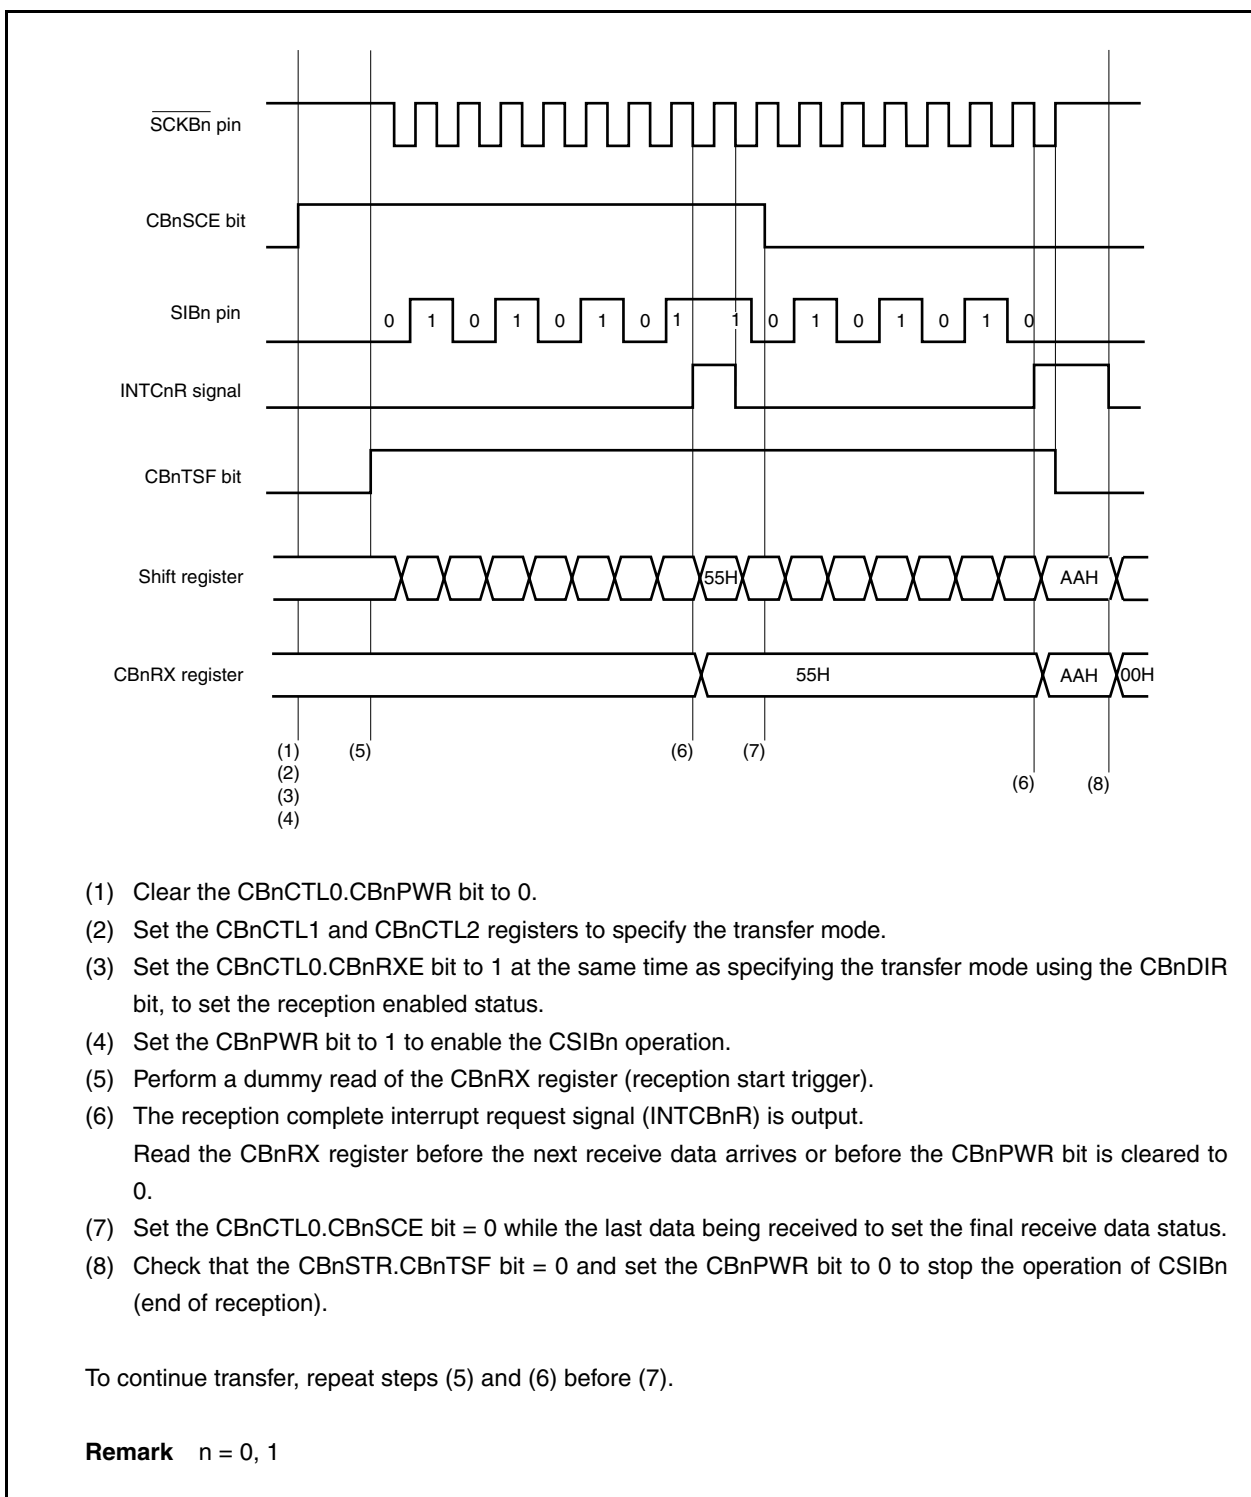 SCKBn pin
CBnSCE bit
SIBn pin
0 1 0 1 0 1 0 1 1 0 1 0 1 0 1 0
INTCnR signal
CBnTSF bit
Shift register
55H
AAH
CBnRX register
55H
AAH
00H
(1) (5) (6) (7)
(2)
(3) (6) (8)
(4)
(1) Clear the CBnCTL0.CBnPWR bit to 0.
(2) Set the CBnCTL1 and CBnCTL2 registers to specify the transfer mode.
(3) Set the CBnCTL0.CBnRXE bit to 1 at the same time as specifying the transfer mode using the CBnDIR
bit, to set the reception enabled status.
(4) Set the CBnPWR bit to 1 to enable the CSIBn operation.
(5) Perform a dummy read of the CBnRX register (reception start trigger).
(6) The reception complete interrupt request signal (INTCBnR) is output.
Read the CBnRX register before the next receive data arrives or before the CBnPWR bit is cleared to
0.
(7) Set the CBnCTL0.CBnSCE bit = 0 while the last data being received to set the final receive data status.
(8) Check that the CBnSTR.CBnTSF bit = 0 and set the CBnPWR bit to 0 to stop the operation of CSIBn
(end of reception).
To continue transfer, repeat steps (5) and (6) before (7).
Remark n = 0, 1